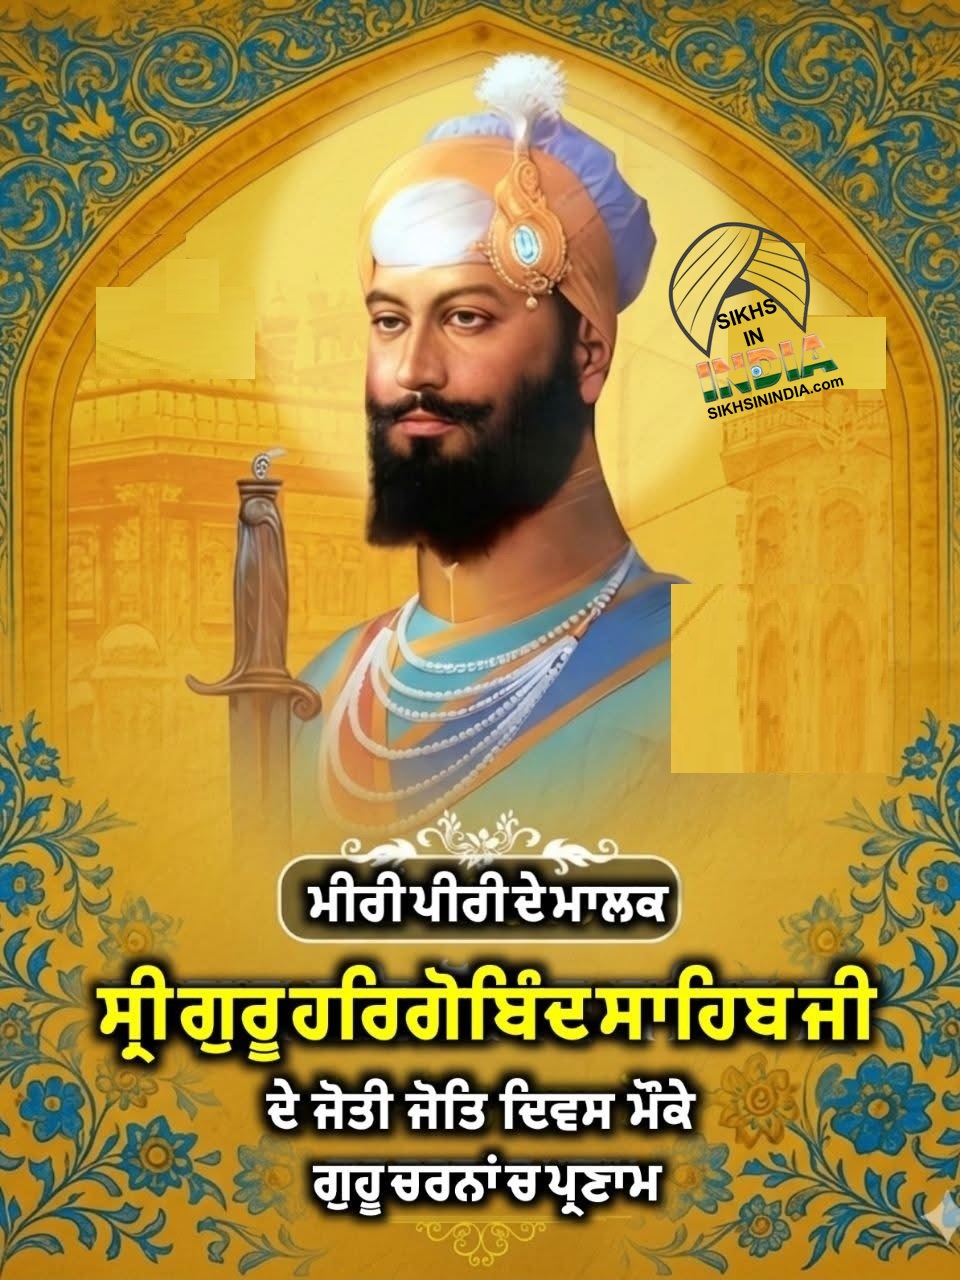 SIKHS
IN
INDIA
SIKHSININDIA.com
ਮੀਰੀ ਪੀਰੀ ਦੇ ਮਾਲਕ
ਸ੍ਰੀ ਗੁਰੂ ਹਰਿਗੋਬਿੰਦ ਸਾਹਿਬ ਜੀ
ਦੇ ਜੋਤੀ ਜੋਤਿ ਦਿਵਸ ਮੌਕੇ
ਗੁਹੂ ਚਰਨਾਂ ਚ ਪ੍ਰਣਾਮ